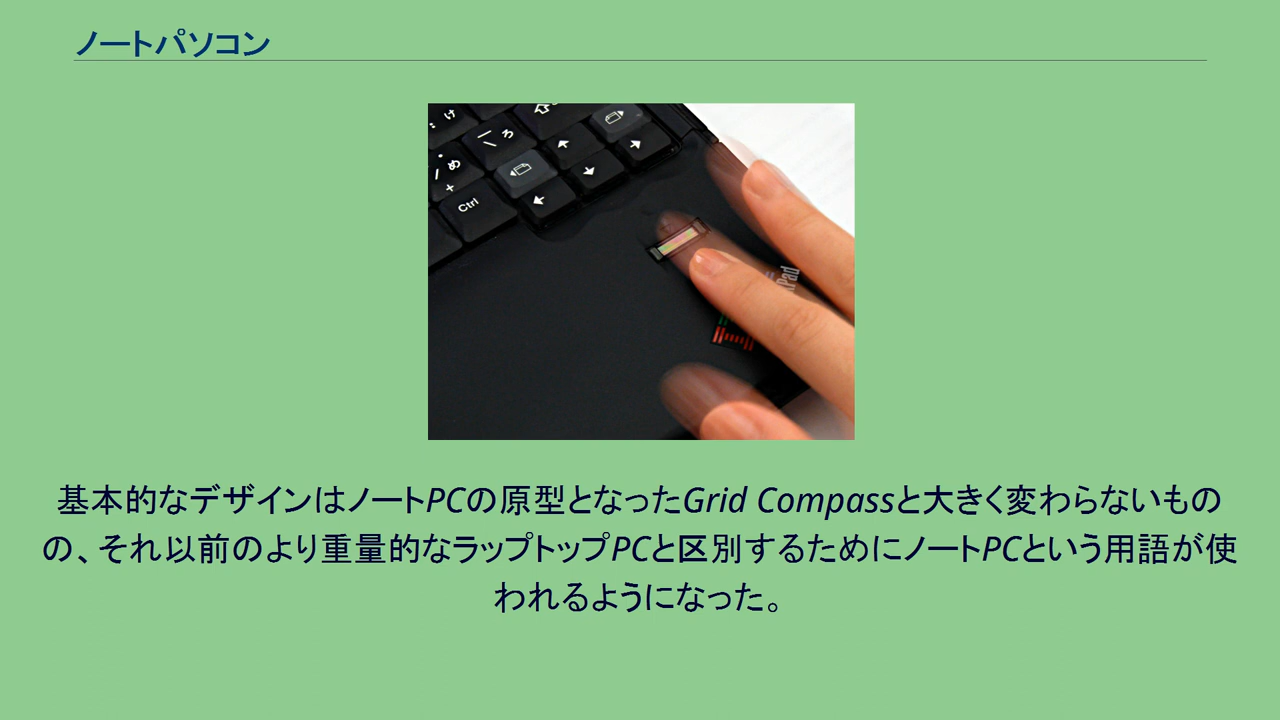 ノートパソコン
け
ろ
め
Ctrl
Pad
基本的なデザインはノートPCの原型となったGrid Compassと大きく変わらないもの
の、それ以前のより重量的なラップトップPCと区別するためにノートPCという用語が使
われるようになった。